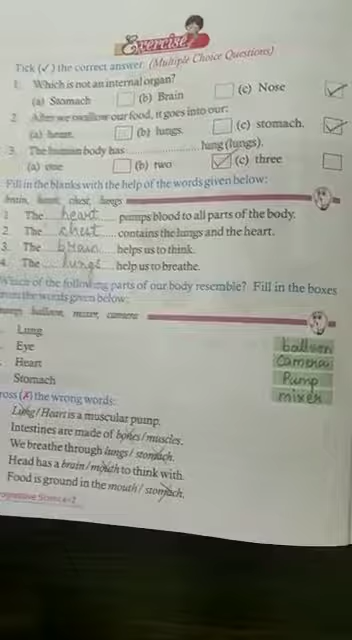 Exercise
Tick (✓) the correct answer. (Multiple Choice Questions)
1. Which is not an internal organ?
(a) Stomach (b) Brain (c) Nose ✓
2. After we swallow our food, it goes into our:
(a) heart. (b) lungs. (c) stomach. ✓
3. The human body has .................. lung (lungs).
(a) one (b) two ✓ (c) three
Fill in the blanks with the help of the words given below:
brain, heart, chest, lungs
1. The heart pumps blood to all parts of the body.
2. The chest contains the lungs and the heart.
3. The brain helps us to think.
4. The lungs help us to breathe.
Which of the following parts of our body resemble? Fill in the boxes
from the words given below:
pump, balloon, mixer, camera
Lung balloon
Eye camera
Heart Pump
Stomach mixer
ross (✗) the wrong words:
Lung / Heart is a muscular pump.
Intestines are made of bones / muscles.
We breathe through lungs / stomach.
Head has a brain / mouth to think with.
Food is ground in the mouth / stomach.
ogressive Science-2